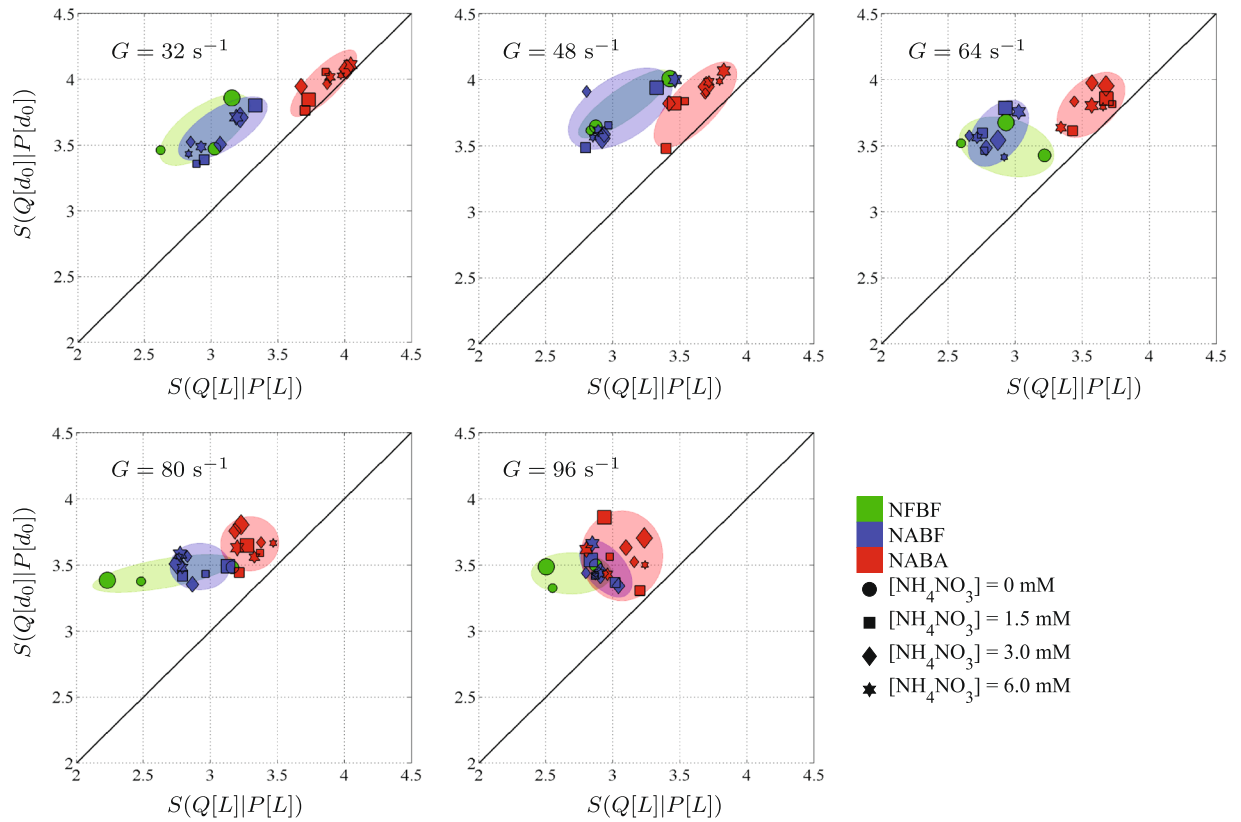 4.5
G = 32 s⁻¹
4
3.5
3
2.5
2
2 2.5 3 3.5 4 4.5
S(Q[L]|P[L])
S(Q[d₀]|P[d₀])
4.5
G = 48 s⁻¹
4
3.5
3
2.5
2
2 2.5 3 3.5 4 4.5
S(Q[L]|P[L])
4.5
G = 64 s⁻¹
4
3.5
3
2.5
2
2 2.5 3 3.5 4 4.5
S(Q[L]|P[L])
4.5
G = 80 s⁻¹
4
3.5
3
2.5
2
2 2.5 3 3.5 4 4.5
S(Q[L]|P[L])
S(Q[d₀]|P[d₀])
4.5
G = 96 s⁻¹
4
3.5
3
2.5
2
2 2.5 3 3.5 4 4.5
S(Q[L]|P[L])
NFBF
NABF
NABA
[NH₄NO₃] = 0 mM
[NH₄NO₃] = 1.5 mM
[NH₄NO₃] = 3.0 mM
[NH₄NO₃] = 6.0 mM